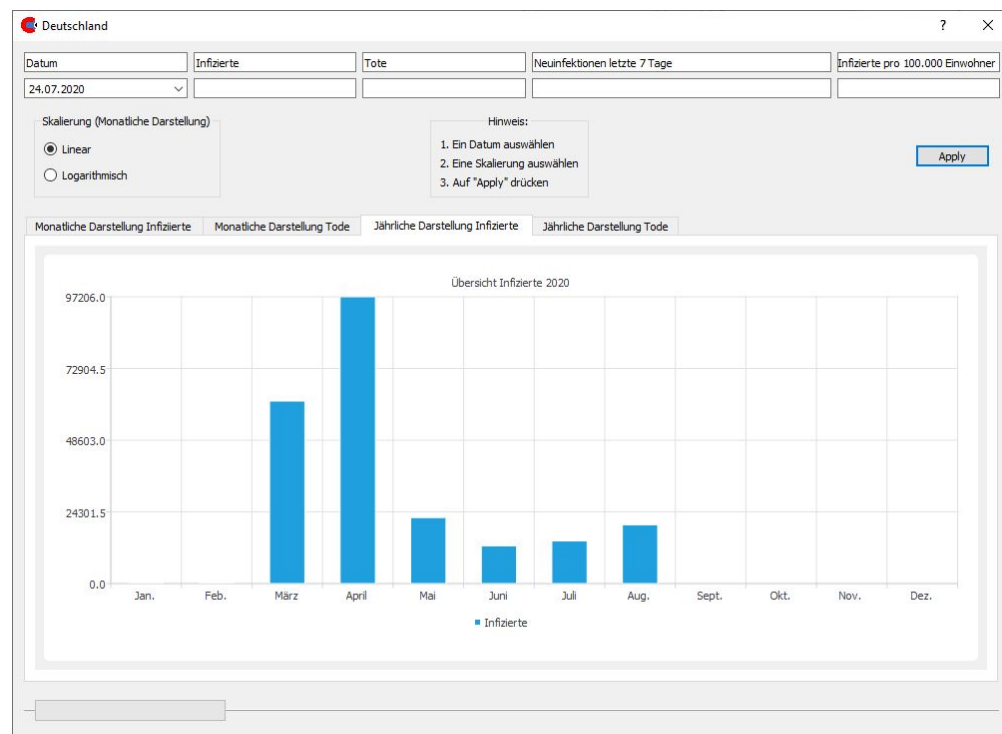 Deutschland
Datum Infizierte Tote Neuinfektionen letzte 7 Tage Infizierte pro 100.000 Einwohner
24.07.2020
Skalierung (Monatliche Darstellung)
Linear
Logarithmisch
Hinweis:
1. Ein Datum auswählen
2. Eine Skalierung auswählen
3. Auf "Apply" drücken
Apply
Monatliche Darstellung Infiziierte Monatliche Darstellung Tode Jährliche Darstellung Infizierte Jährliche Darstellung Tode
Übersicht Infizierte 2020
97206.0
72904.5
48603.0
24301.5
0.0
Jan. Feb. März April Mai Juni Juli Aug. Sept. Okt. Nov. Dez.
Infizierte